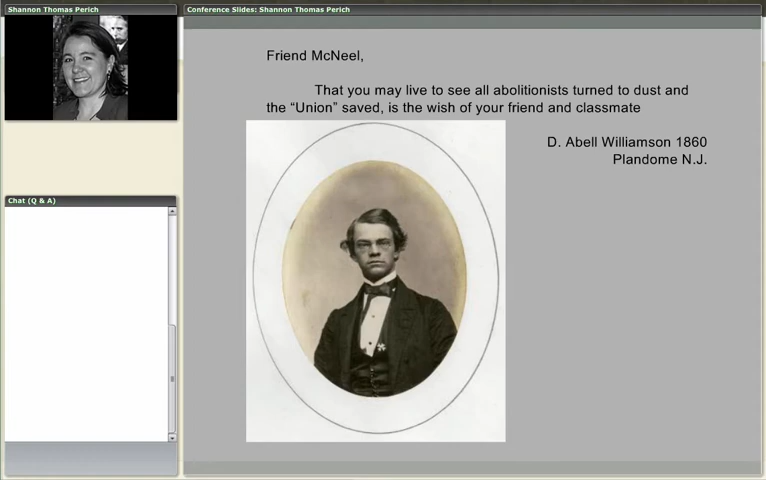 Shannon Thomas Perich
Conference Slides: Shannon Thomas Perich
Friend McNeel,
That you may live to see all abolitionists turned to dust and
the “Union” saved, is the wish of your friend and classmate
D. Abell Williamson 1860
Plandome N.J.
Chat (Q & A)